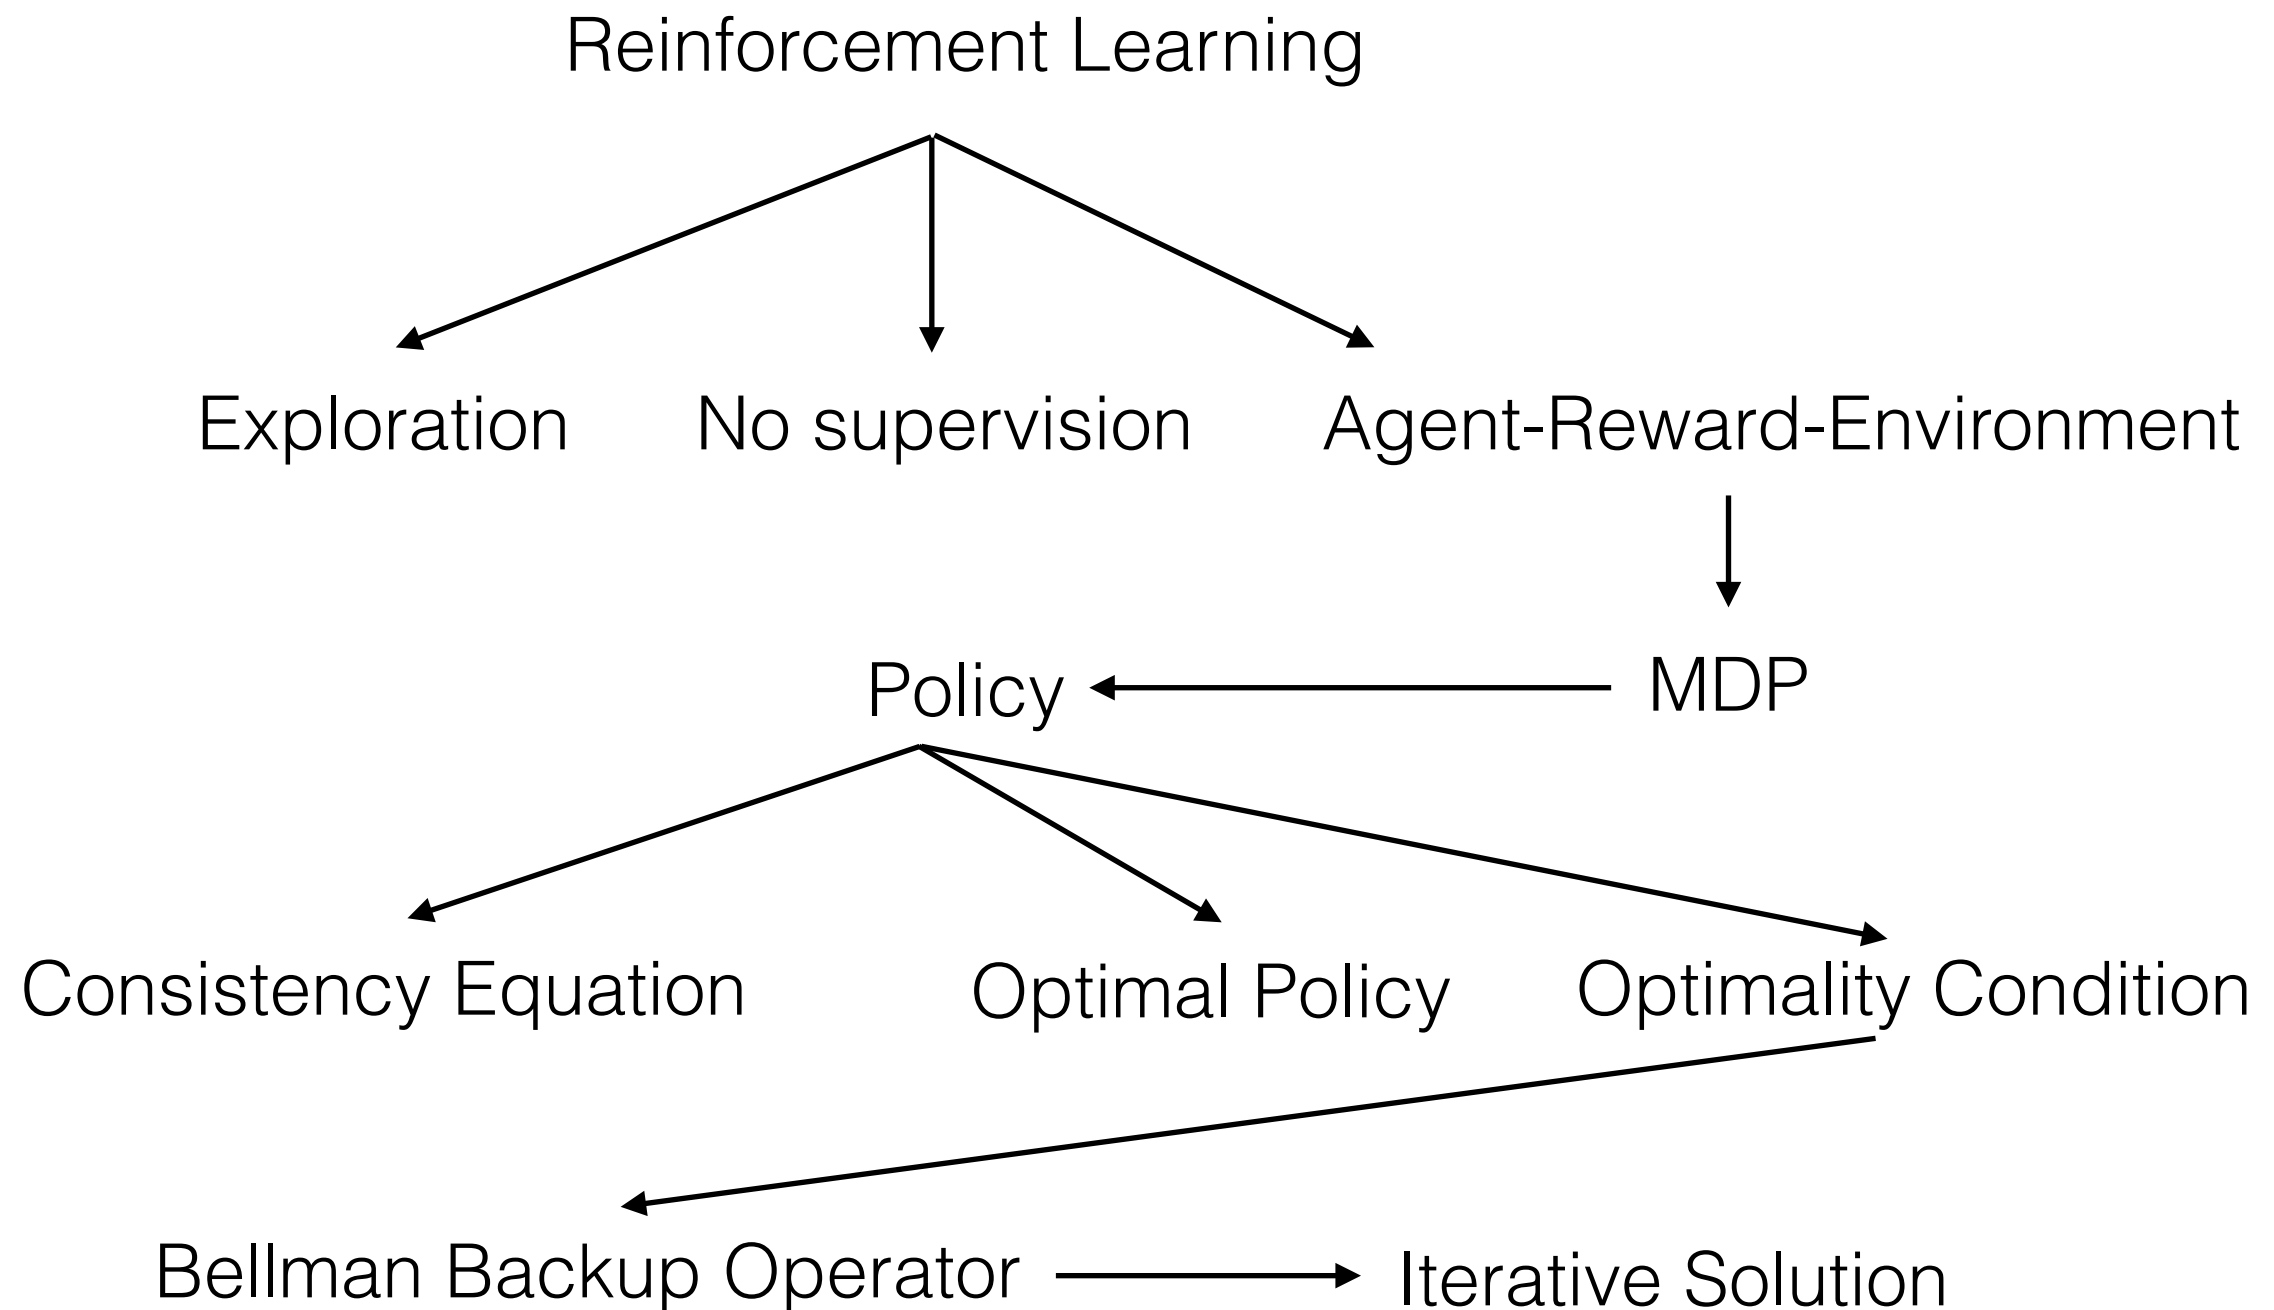 Reinforcement Learning
Exploration
No supervision
Agent-Reward-Environment
Policy
MDP
Consistency Equation
Optimal Policy
Optimality Condition
Bellman Backup Operator
Iterative Solution